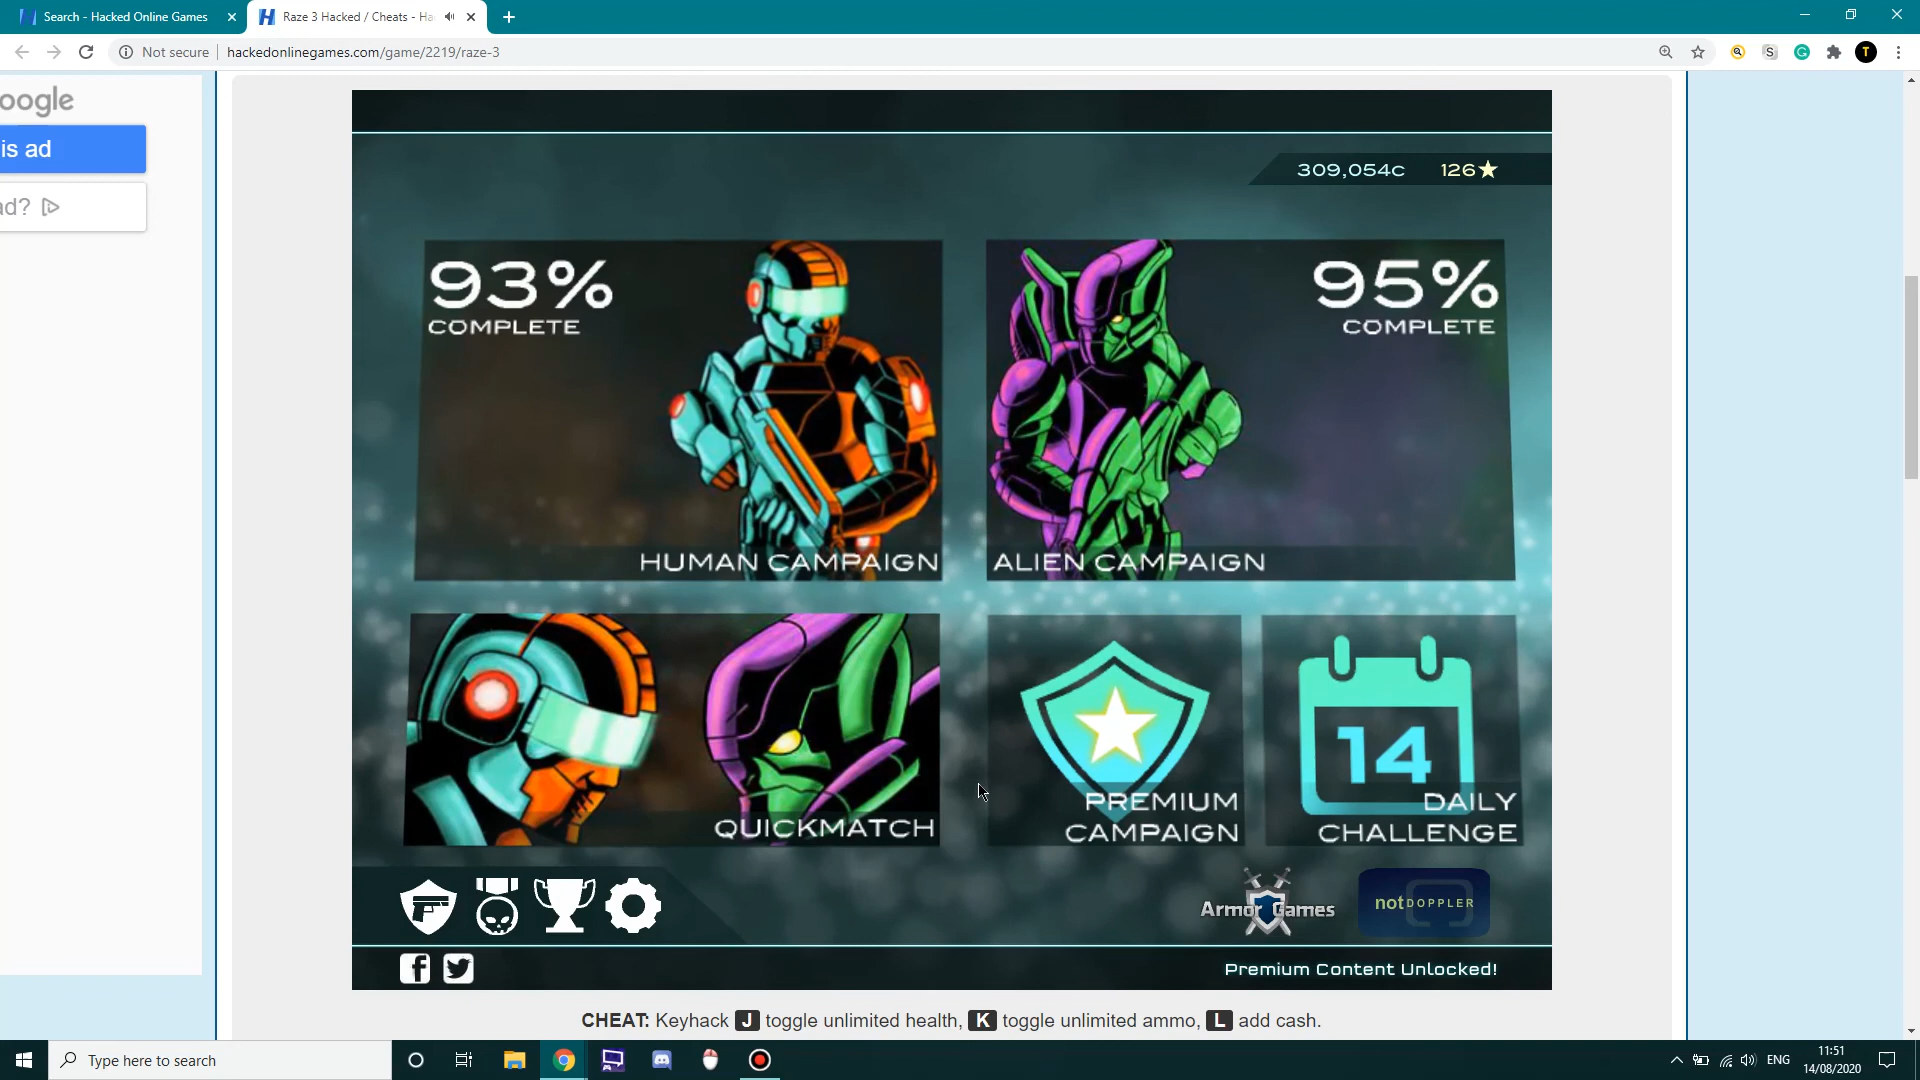 Search - Hacked Online Games
Raze 3 Hacked / Cheats - Ha
Not secure
hackedonlinegames.com/game/2219/raze-3
S
G
T
oogle
is ad
ad?
309,054c 126★
93%
COMPLETE
95%
COMPLETE
HUMAN CAMPAIGN
ALIEN CAMPAIGN
QUICKMATCH
PREMIUM
CAMPAIGN
14
DAILY
CHALLENGE
Armor Games
notDOPPLER
Premium Content Unlocked!
CHEAT: Keyhack J toggle unlimited health, K toggle unlimited ammo, L add cash.
Type here to search
ENG
11:51
14/08/2020